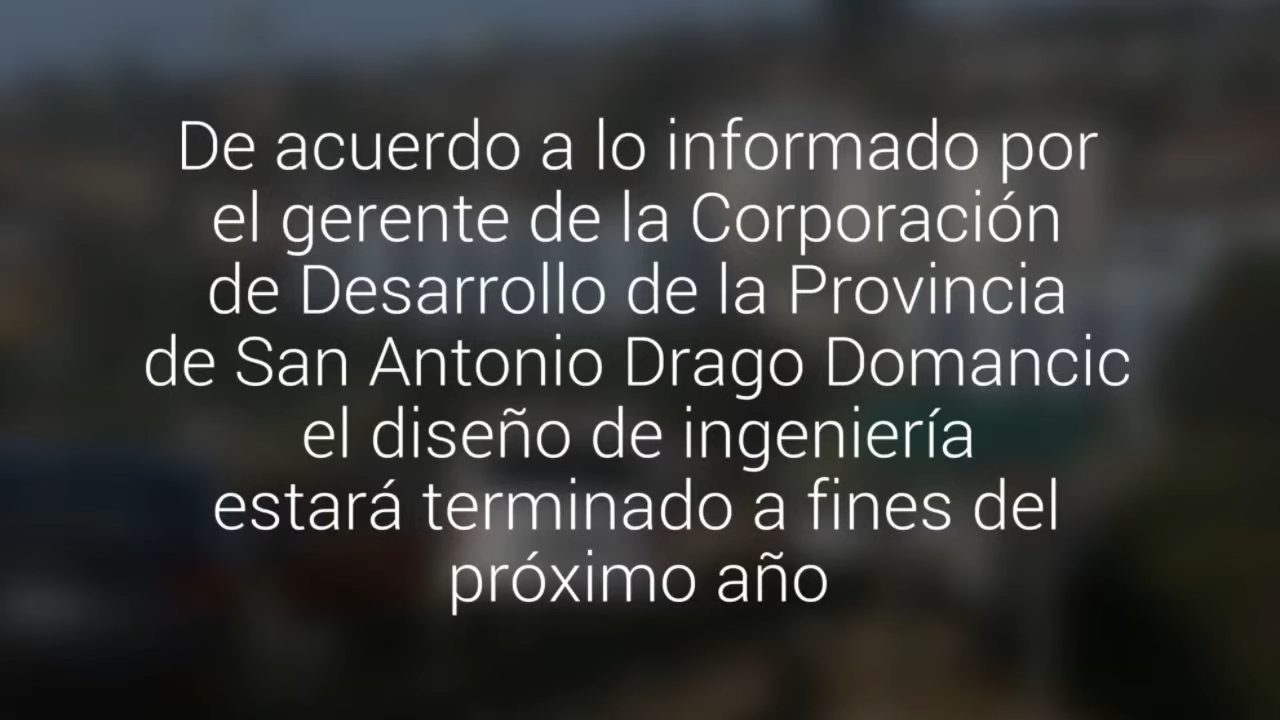 De acuerdo a lo informado por
el gerente de la Corporación
de Desarrollo de la Provincia
de San Antonio Drago Domancic
el diseño de ingeniería
estará terminado a fines del
próximo año